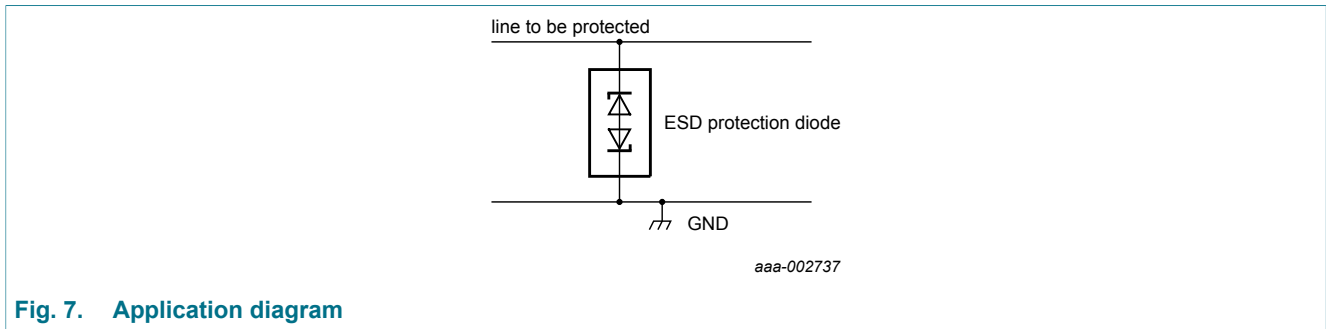 line to be protected
ESD protection diode
GND
aaa-002737
Fig. 7. Application diagram